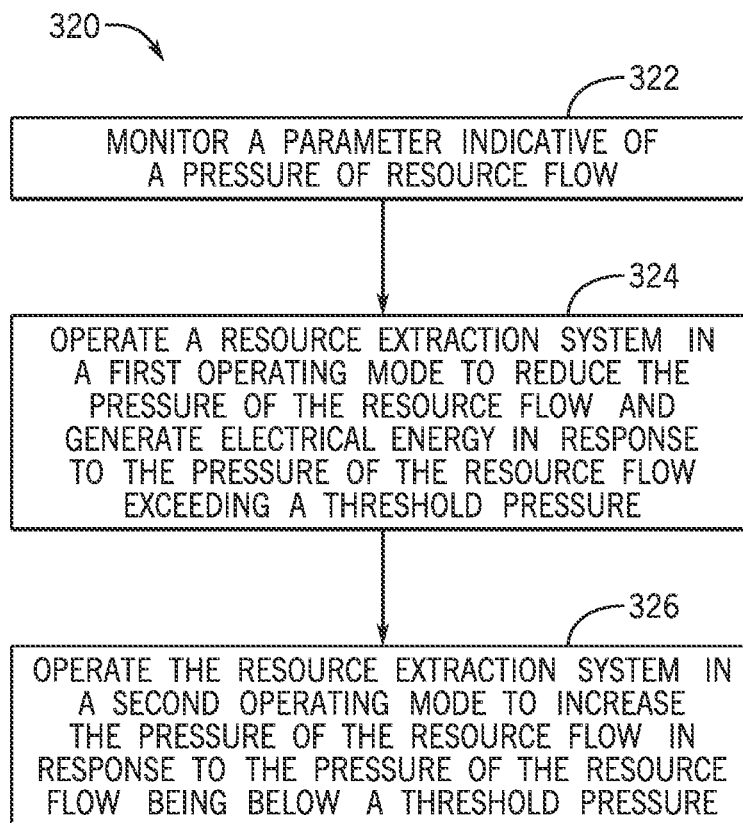 320
322
MONITOR A PARAMETER INDICATIVE OF
A PRESSURE OF RESOURCE FLOW
324
OPERATE A RESOURCE EXTRACTION SYSTEM IN
A FIRST OPERATING MODE TO REDUCE THE
PRESSURE OF THE RESOURCE FLOW AND
GENERATE ELECTRICAL ENERGY IN RESPONSE
TO THE PRESSURE OF THE RESOURCE FLOW
EXCEEDING A THRESHOLD PRESSURE
326
OPERATE THE RESOURCE EXTRACTION SYSTEM IN
A SECOND OPERATING MODE TO INCREASE
THE PRESSURE OF THE RESOURCE FLOW IN
RESPONSE TO THE PRESSURE OF THE RESOURCE
FLOW BEING BELOW A THRESHOLD PRESSURE